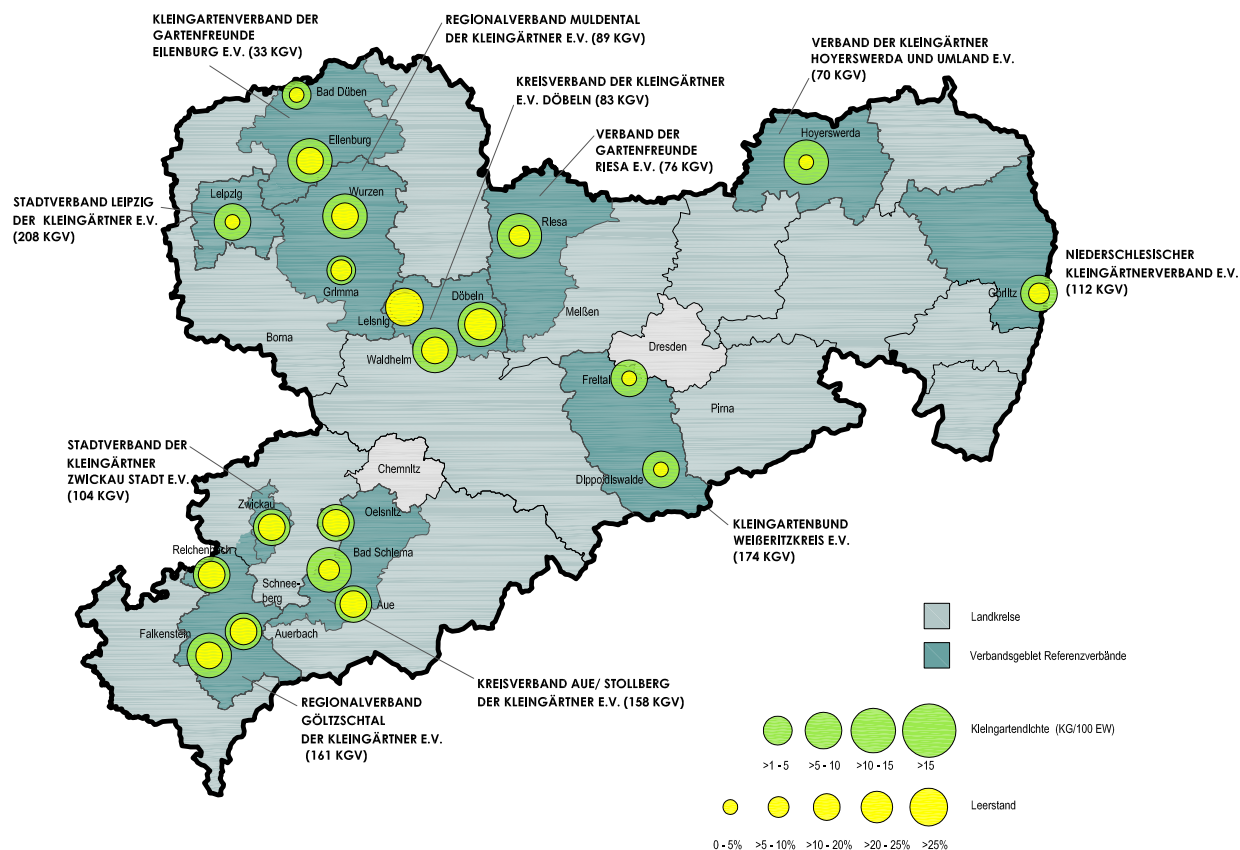 KLEINGARTENVERBAND DER
GARTENFREUNDE
EILENBURG E.V. (33 KGV)
REGIONALVERBAND MULDENTAL
DER KLEINGÄRTNER E.V. (89 KGV)
KREISVERBAND DER KLEINGÄRTNER
E.V. DÖBELN (83 KGV)
VERBAND DER
GARTENFREUNDE
RIESA E.V. (76 KGV)
VERBAND DER KLEINGÄRTNER
HOYERSWERDA UND UMLAND E.V.
(70 KGV)
STADTVERBAND LEIPZIG
DER KLEINGÄRTNER E.V.
(208 KGV)
NIEDERSCHLESISCHER
KLEINGÄRTNERVERBAND E.V.
(112 KGV)
Bad Düben
Eilenburg
Leipzig
Wurzen
Grimma
Leisnig
Döbeln
Waldheim
Borna
Riesa
Meißen
Hoyerswerda
Görlitz
Dresden
Freital
Pirna
Dippoldiswalde
Chemnitz
STADTVERBAND DER
KLEINGÄRTNER
ZWICKAU STADT E.V.
(104 KGV)
Zwickau
Oelsnitz
Reichenbach
Bad Schlema
Schnee-
berg
Aue
Falkenstein
Auerbach
KLEINGARTENBUND
WEIßERITZKREIS E.V.
(174 KGV)
KREISVERBAND AUE/ STOLLBERG
DER KLEINGÄRTNER E.V. (158 KGV)
REGIONALVERBAND
GÖLTZSCHTAL
DER KLEINGÄRTNER E.V.
(161 KGV)
Landkreise
Verbandsgebiet Referenzverbände
Kleingartendichte (KG/100 EW)
>1 - 5 >5 - 10 >10 - 15 >15
Leerstand
0 - 5% >5 - 10% >10 - 20% >20 - 25% >25%